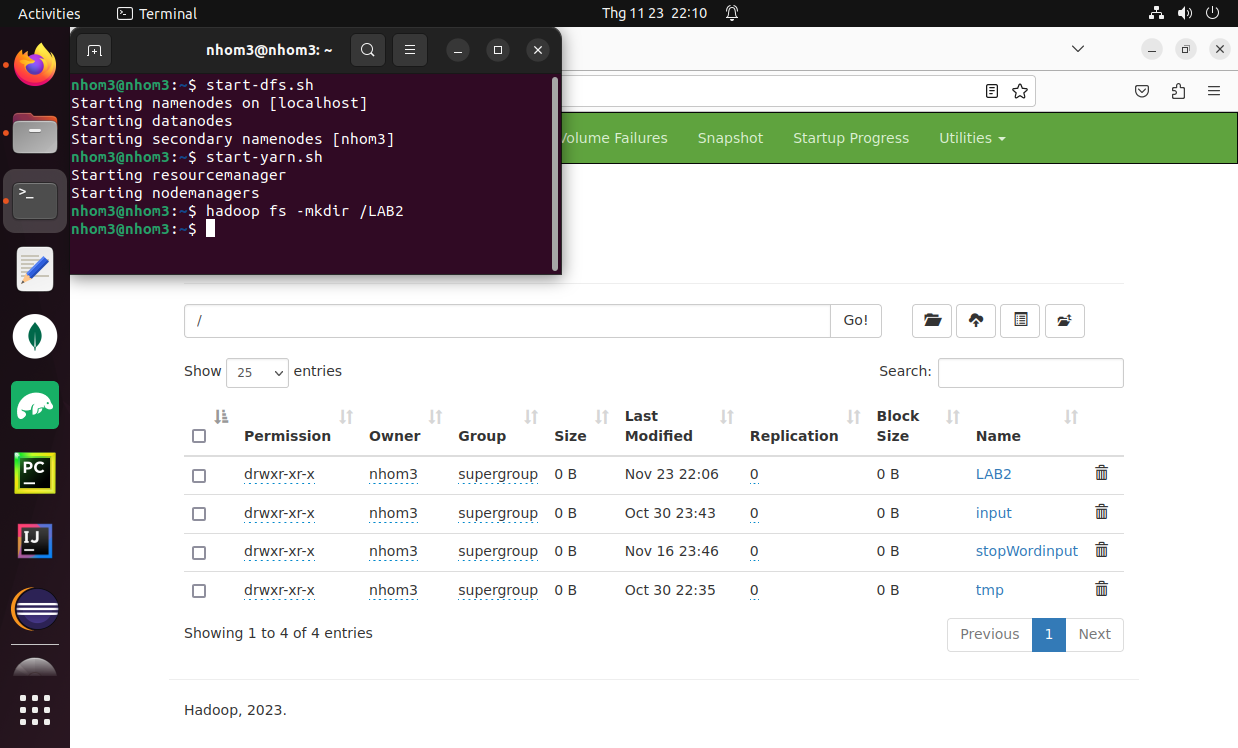 Activities Terminal Thg 11 23 22:10
nhom3@nhom3: ~
nhom3@nhom3:~$ start-dfs.sh
Starting namenodes on [localhost]
Starting datanodes
Starting secondary namenodes [nhom3]
nhom3@nhom3:~$ start-yarn.sh
Starting resourcemanager
Starting nodemanagers
nhom3@nhom3:~$ hadoop fs -mkdir /LAB2
nhom3@nhom3:~$
Volume Failures Snapshot Startup Progress Utilities
/ Go!
Show 25 entries Search:
Permission Owner Group Size Last Modified Replication Block Size Name
drwxr-xr-x nhom3 supergroup 0 B Nov 23 22:06 0 0 B LAB2
drwxr-xr-x nhom3 supergroup 0 B Oct 30 23:43 0 0 B input
drwxr-xr-x nhom3 supergroup 0 B Nov 16 23:46 0 0 B stopWordinput
drwxr-xr-x nhom3 supergroup 0 B Oct 30 22:35 0 0 B tmp
Showing 1 to 4 of 4 entries Previous 1 Next
Hadoop, 2023.
>_
PC
IJ